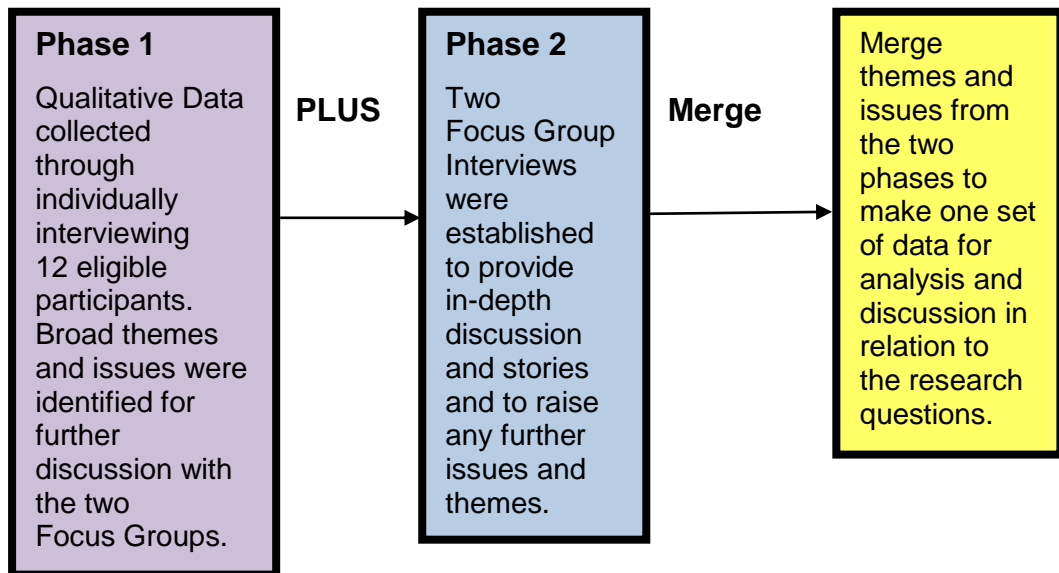 Phase 1
Qualitative Data
collected
through
individually
interviewing
12 eligible
participants.
Broad themes
and issues were
identified for
further
discussion with
the two
Focus Groups.
PLUS
Phase 2
Two
Focus Group
Interviews
were
established
to provide
in-depth
discussion
and stories
and to raise
any further
issues and
themes.
Merge
Merge
themes and
issues from
the two
phases to
make one set
of data for
analysis and
discussion in
relation to
the research
questions.